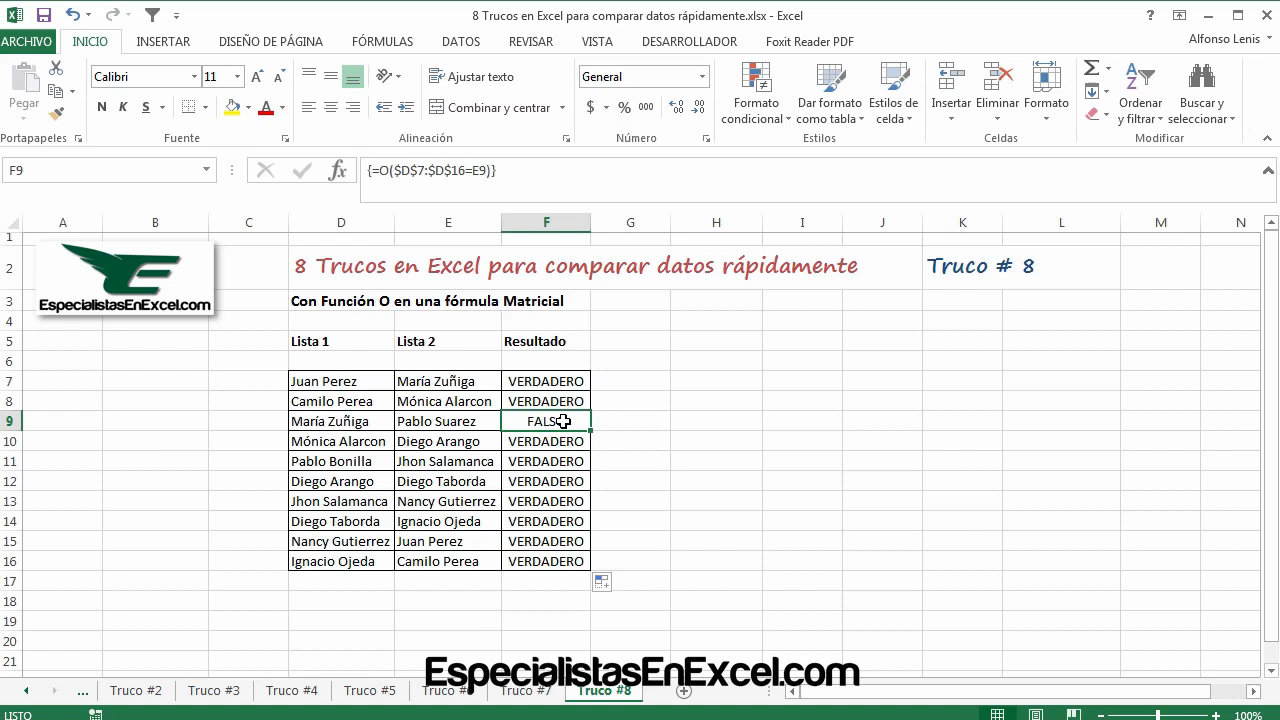 8 Trucos en Excel para comparar datos rápidamente.xlsx - Excel
ARCHIVO INICIO INSERTAR DISEÑO DE PÁGINA FÓRMULAS DATOS REVISAR VISTA DESARROLLADOR Foxit Reader PDF Alfonso Lenis
Pegar
Calibri 11
N K S
Ajustar texto
Combinar y centrar
General
$ % 000
Formato condicional
Dar formato como tabla
Estilos de celda
Insertar Eliminar Formato
Ordenar y filtrar
Buscar y seleccionar
Portapapeles Fuente Alineación Número Estilos Celdas Modificar
F9 fx {=O($D$7:$D$16=E9)}
A B C D E F G H I J K L M N
1
2 8 Trucos en Excel para comparar datos rápidamente Truco # 8
EspecialistasEnExcel.com
3 Con Función O en una fórmula Matricial
4
5 Lista 1 Lista 2 Resultado
6
7 Juan Perez María Zuñiga VERDADERO
8 Camilo Perea Mónica Alarcon VERDADERO
9 María Zuñiga Pablo Suarez FALS
10 Mónica Alarcon Diego Arango VERDADERO
11 Pablo Bonilla Jhon Salamanca VERDADERO
12 Diego Arango Diego Taborda VERDADERO
13 Jhon Salamanca Nancy Gutierrez VERDADERO
14 Diego Taborda Ignacio Ojeda VERDADERO
15 Nancy Gutierrez Juan Perez VERDADERO
16 Ignacio Ojeda Camilo Perea VERDADERO
17
18
19
20
21
EspecialistasEnExcel.com
... Truco #2 Truco #3 Truco #4 Truco #5 Truco #7 Truco #8
LISTO 100%